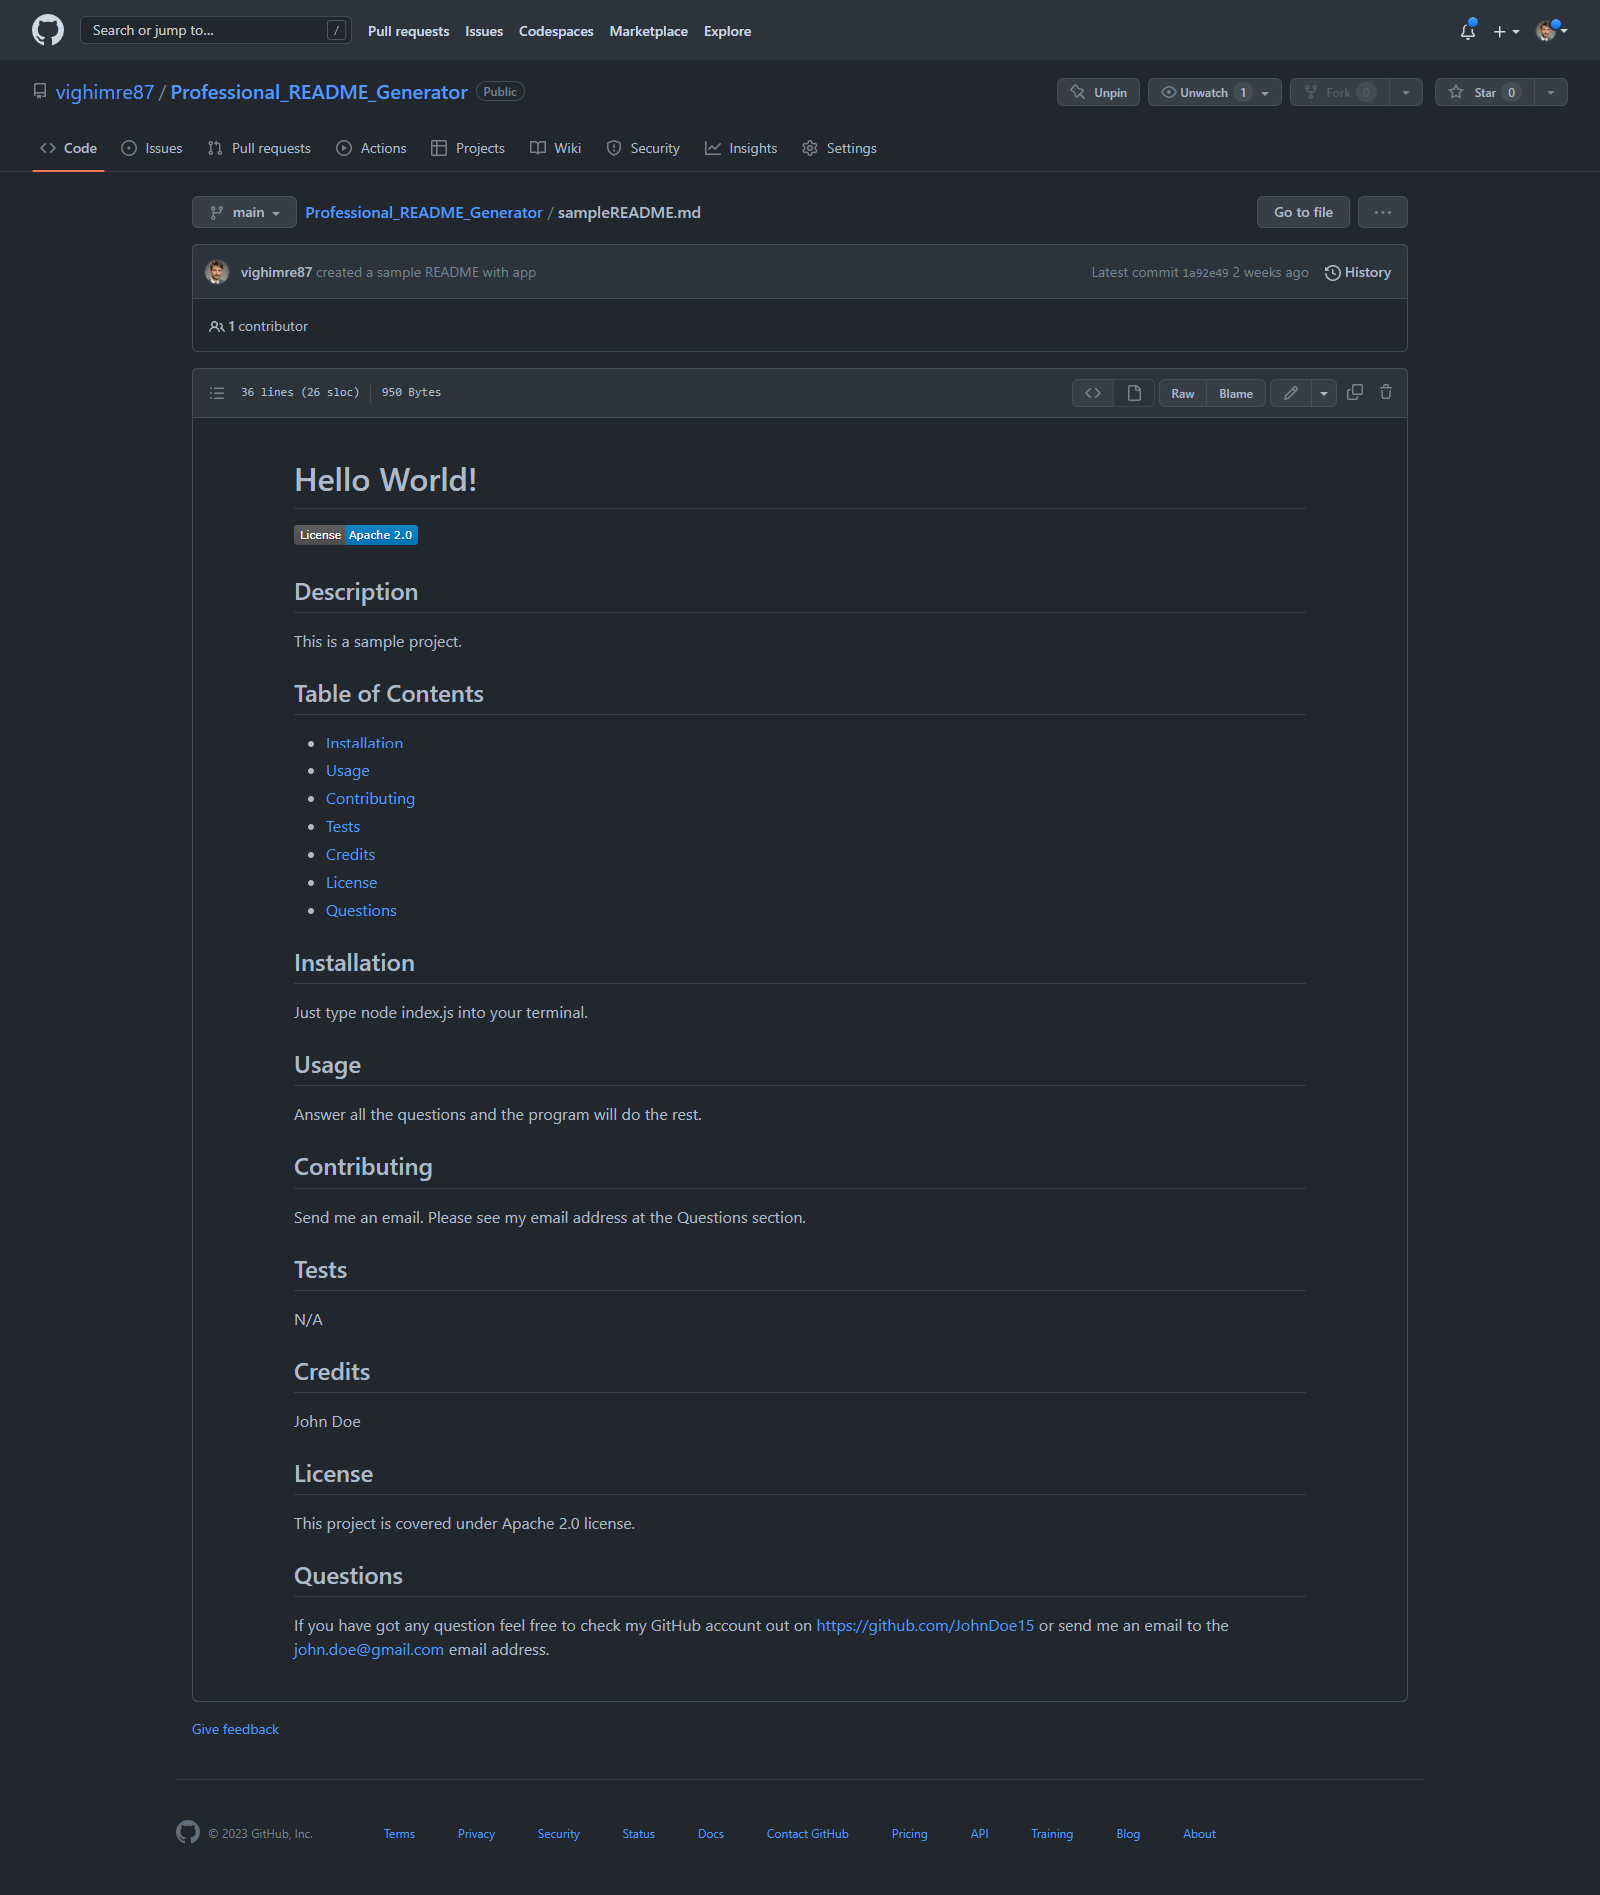 Search or jump to... / Pull requests Issues Codespaces Marketplace Explore
vighimre87 / Professional_README_Generator Public Unpin Unwatch 1 Fork 0 Star 0
Code Issues Pull requests Actions Projects Wiki Security Insights Settings
main Professional_README_Generator / sampleREADME.md Go to file ...
vighimre87 created a sample README with app Latest commit 1a92e49 2 weeks ago History
1 contributor
36 lines (26 sloc) 950 Bytes Raw Blame
Hello World!
License Apache 2.0
Description
This is a sample project.
Table of Contents
• Installation
• Usage
• Contributing
• Tests
• Credits
• License
• Questions
Installation
Just type node index.js into your terminal.
Usage
Answer all the questions and the program will do the rest.
Contributing
Send me an email. Please see my email address at the Questions section.
Tests
N/A
Credits
John Doe
License
This project is covered under Apache 2.0 license.
Questions
If you have got any question feel free to check my GitHub account out on https://github.com/JohnDoe15 or send me an email to the
john.doe@gmail.com email address.
Give feedback
© 2023 GitHub, Inc. Terms Privacy Security Status Docs Contact GitHub Pricing API Training Blog About